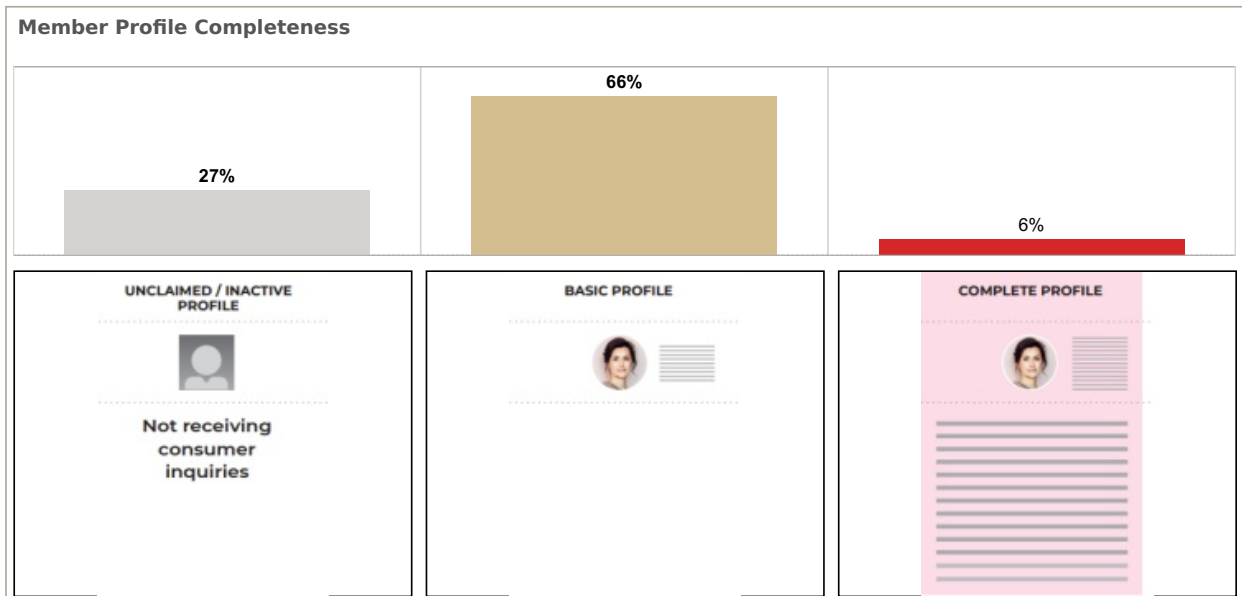 Member Profile Completeness
27%
66%
6%
UNCLAIMED / INACTIVE
PROFILE
Not receiving
consumer
inquiries
BASIC PROFILE
COMPLETE PROFILE